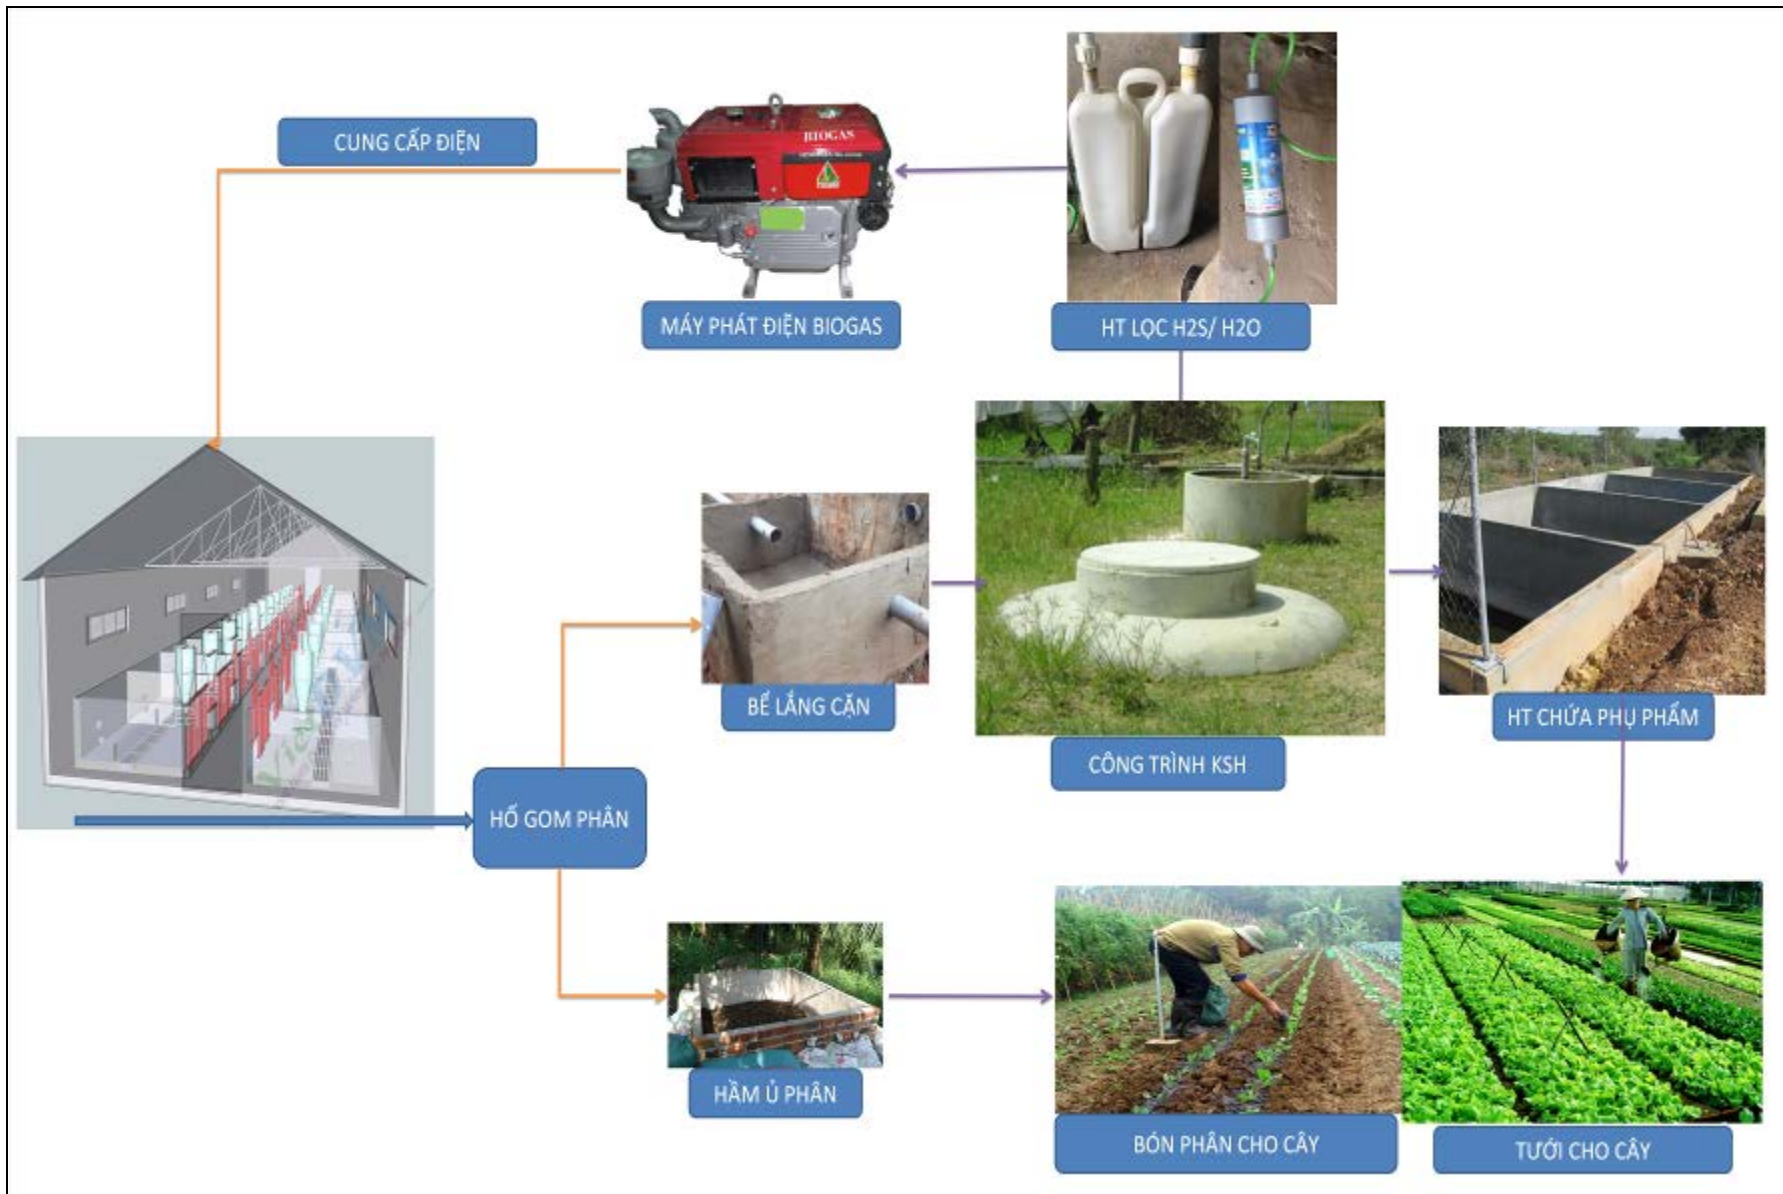 CUNG CẤP ĐIỆN
BIOGAS
MÁY PHÁT ĐIỆN BIOGAS
HT LỌC H2S/ H2O
BỂ LẮNG CẶN
CÔNG TRÌNH KSH
HT CHỨA PHỤ PHẨM
HỐ GOM PHÂN
HẦM Ủ PHÂN
BÓN PHÂN CHO CÂY
TƯỚI CHO CÂY